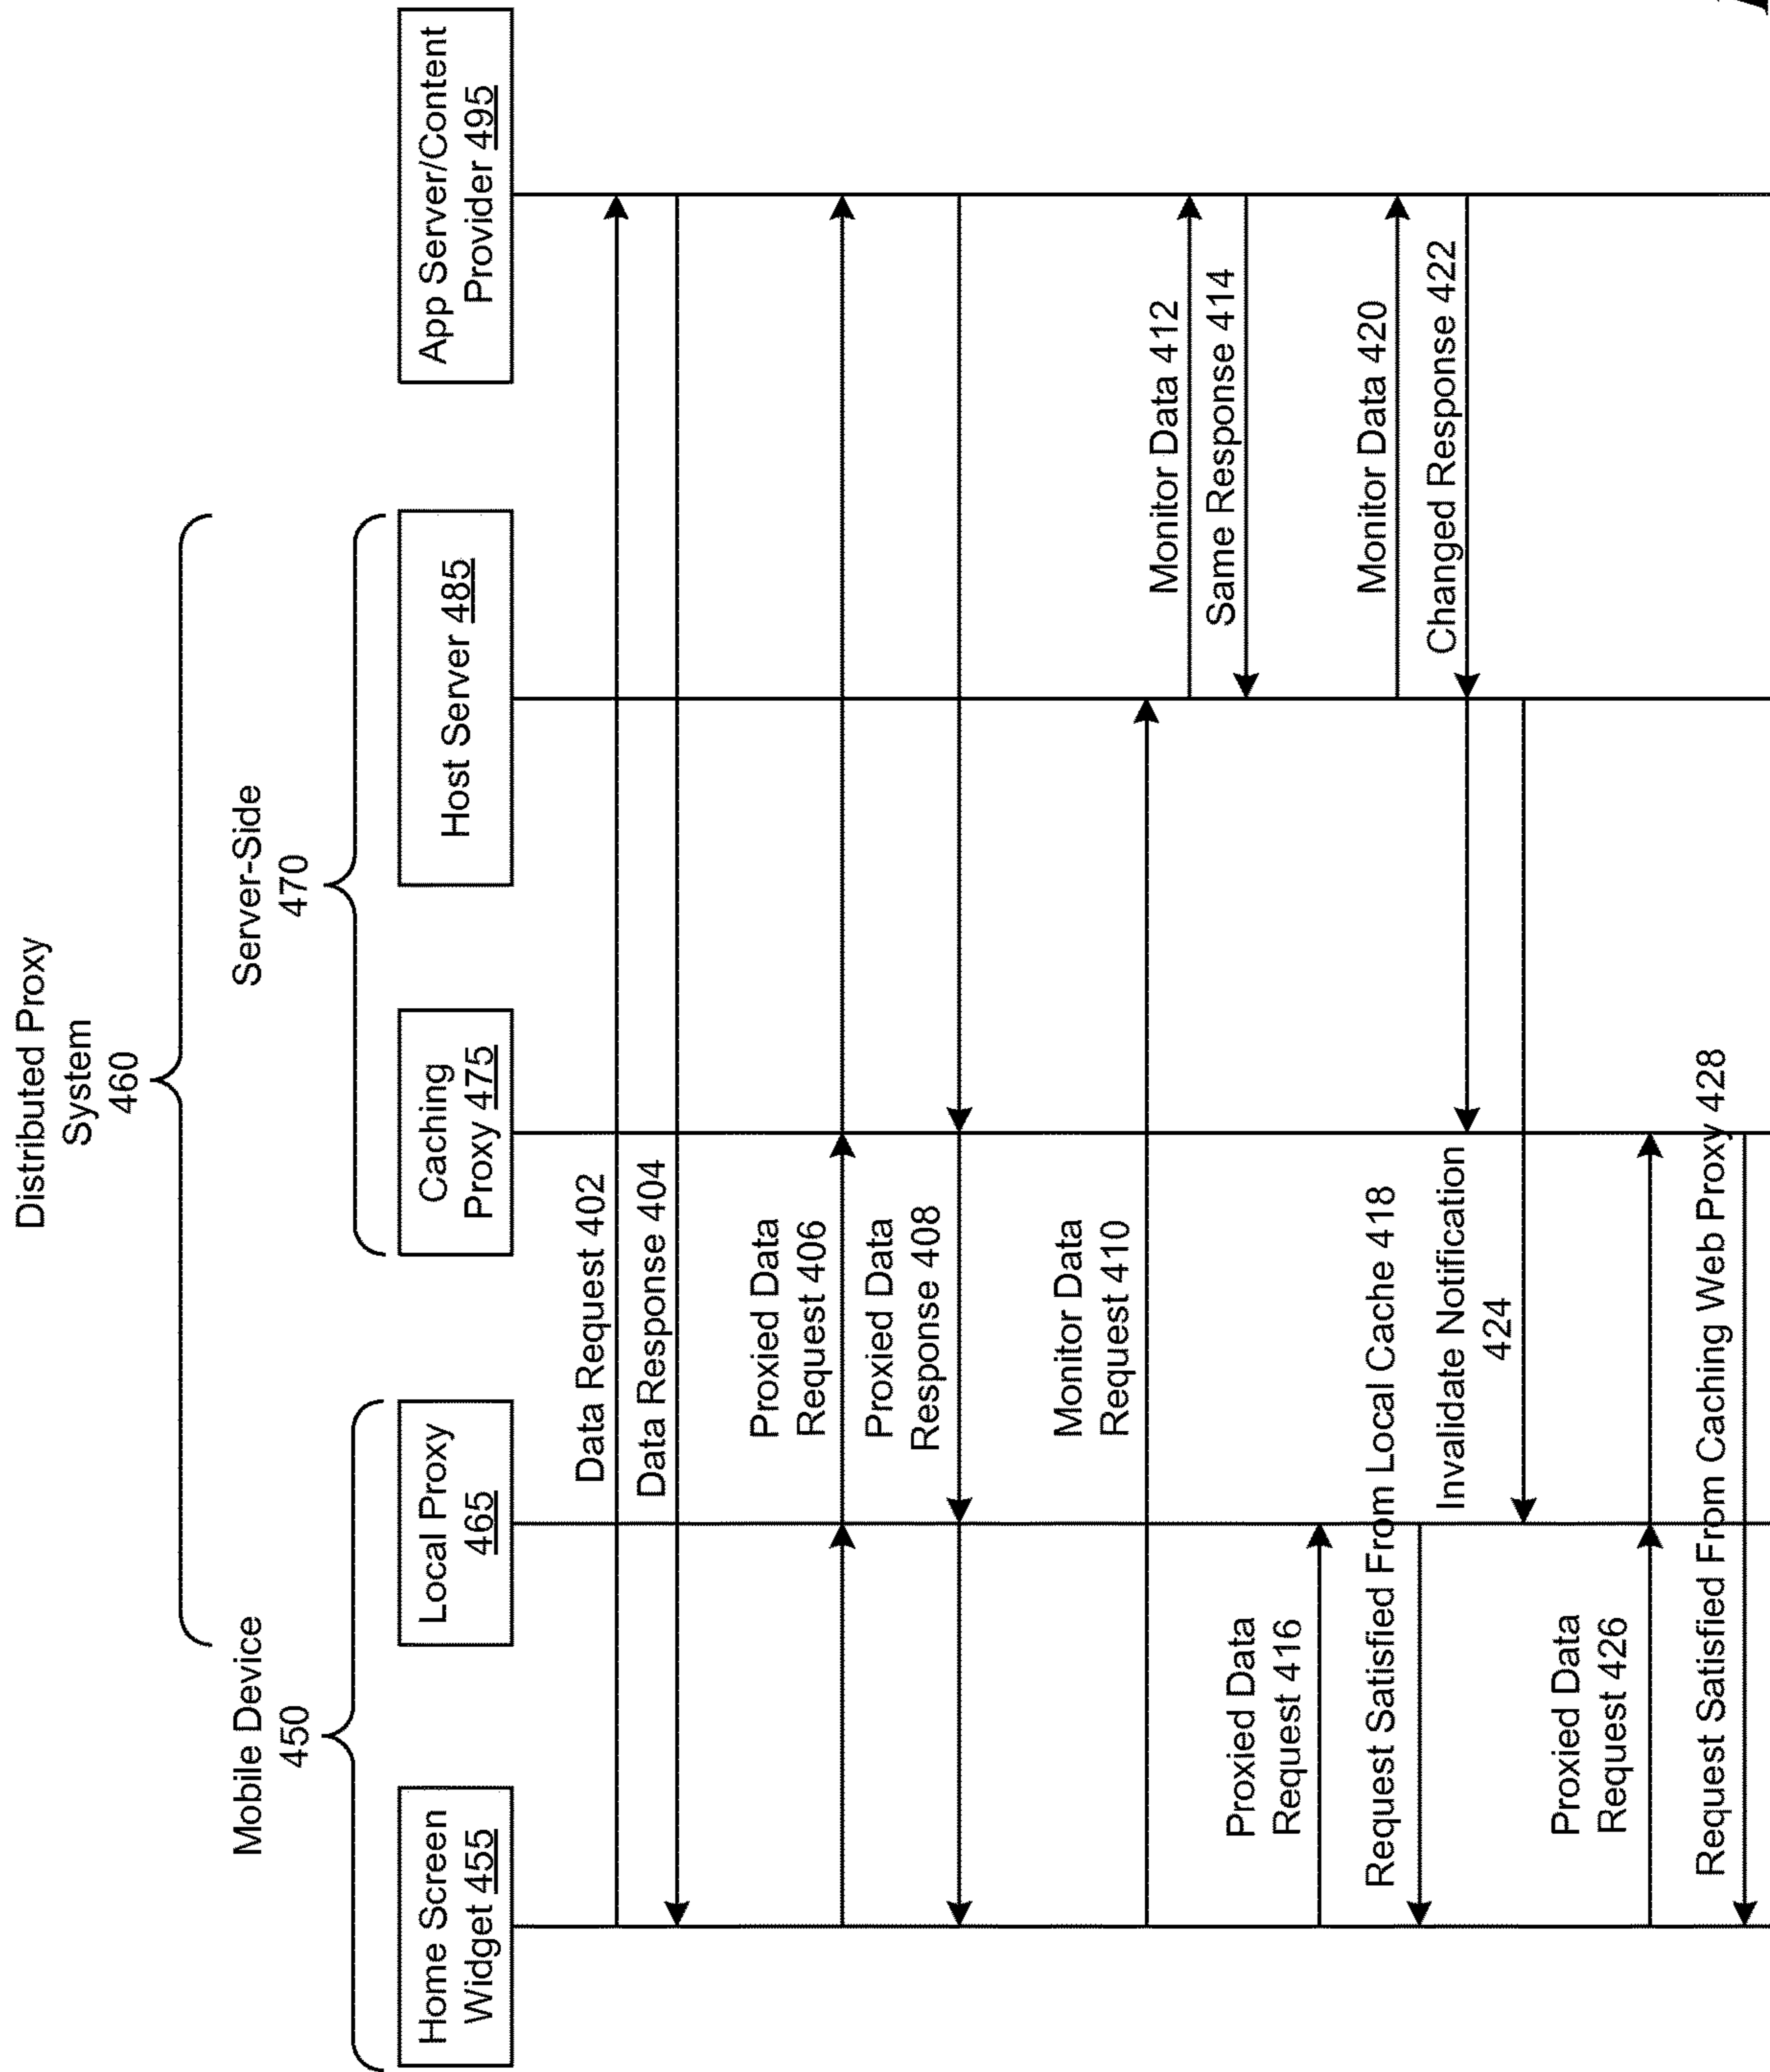 Distributed Proxy
System
460
Mobile Device
450
Server-Side
470
Home Screen
Widget 455
Local Proxy
465
Caching
Proxy 475
Host Server 485
App Server/Content
Provider 495
Data Request 402
Data Response 404
Proxied Data
Request 406
Proxied Data
Response 408
Monitor Data
Request 410
Monitor Data 412
Same Response 414
Proxied Data
Request 416
Request Satisfied From Local Cache 418
Monitor Data 420
Changed Response 422
Invalidate Notification
424
Proxied Data
Request 426
Request Satisfied From Caching Web Proxy 428